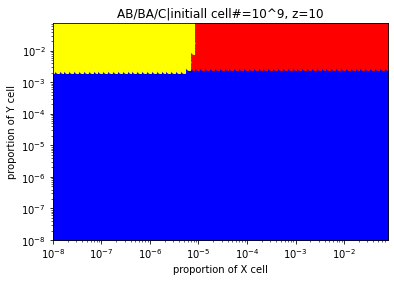 AB/BA/C|initiall cell#=10^9, z=10
proportion of Y cell
10^-2
10^-3
10^-4
10^-5
10^-6
10^-7
10^-8
10^-8 10^-7 10^-6 10^-5 10^-4 10^-3 10^-2
proportion of X cell